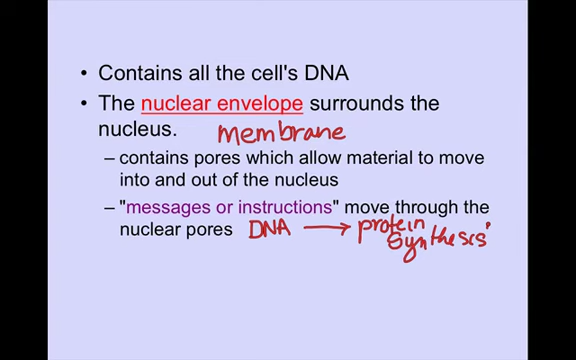 • Contains all the cell's DNA
• The nuclear envelope surrounds the
nucleus. membrane
– contains pores which allow material to move
into and out of the nucleus
– "messages or instructions" move through the
nuclear pores DNA → protein
synthesis